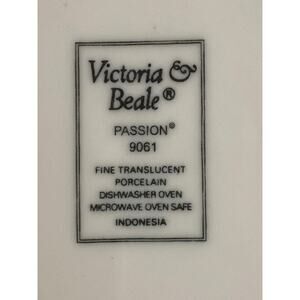 Victoria &
Beale®
PASSION®
9061
FINE TRANSLUCENT
PORCELAIN
DISHWASHER OVEN
MICROWAVE OVEN SAFE
INDONESIA